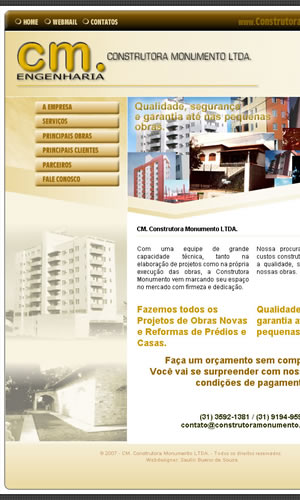 HOME WEBMAIL CONTATOS
www.Construtora
cm.
ENGENHARIA
CONSTRUTORA MONUMENTO LTDA.
A EMPRESA
SERVIÇOS
PRINCIPAIS OBRAS
PRINCIPAIS CLIENTES
PARCEIROS
FALE CONOSCO
Qualidade, segurança
e garantia até nas pequenas
obras.
CM. Construtora Monumento LTDA.
Com uma equipe de grande
capacidade técnica, tanto na
elaboração de projetos como na própria
execução das obras, a Construtora
Monumento vem marcando seu espaço
no mercado com firmeza e dedicação.
Nossa procura
custos construt
a qualidade, s
nossas obras.
Fazemos todos os
Projetos de Obras Novas
e Reformas de Prédios e
Casas.
Qualidade
garantia a
pequenas
Faça um orçamento sem comp
Você vai se surpreender com nos
condições de pagament
(31) 3592-1381 / (31) 9194-95
contato@construtoramonumento.
© 2007 - CM. Construtora Monumento LTDA. - Todos os direitos reservados
Webdesigner: Saullo Bueno de Souza